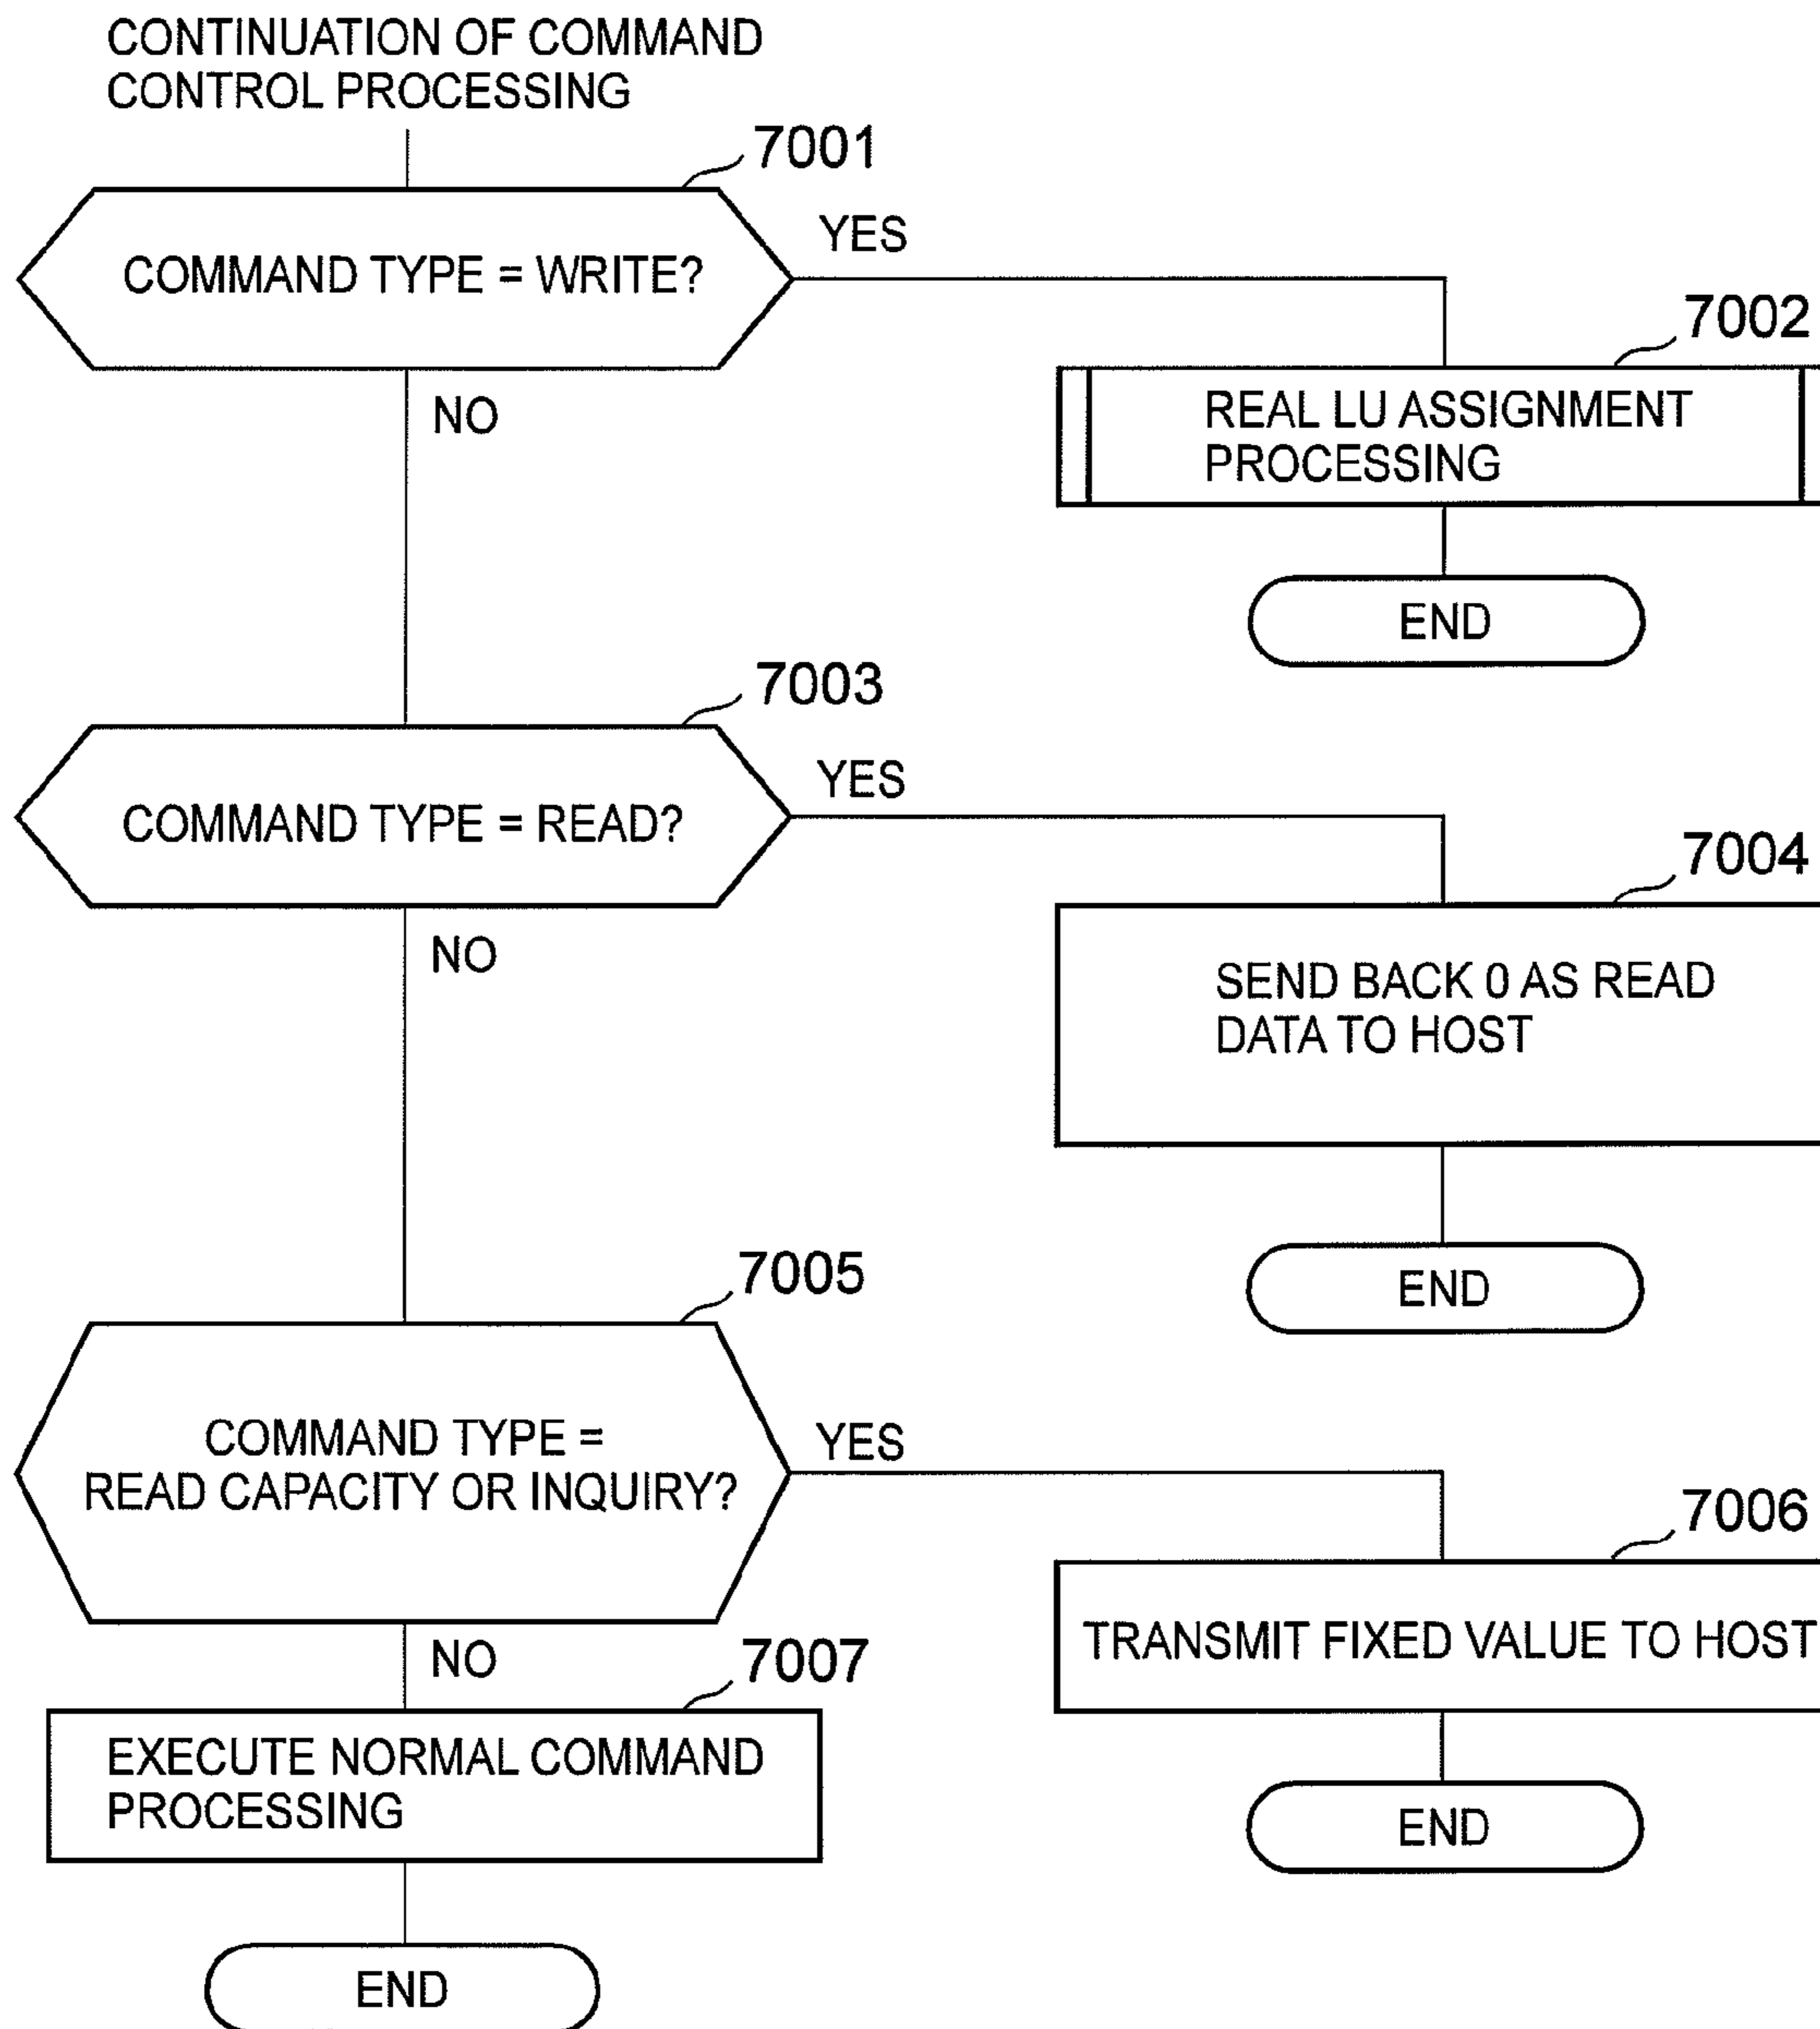 CONTINUATION OF COMMAND
CONTROL PROCESSING
7001
COMMAND TYPE = WRITE?
YES
NO
7002
REAL LU ASSIGNMENT
PROCESSING
END
7003
COMMAND TYPE = READ?
YES
NO
7004
SEND BACK 0 AS READ
DATA TO HOST
END
7005
COMMAND TYPE =
READ CAPACITY OR INQUIRY?
YES
NO
7006
TRANSMIT FIXED VALUE TO HOST
END
7007
EXECUTE NORMAL COMMAND
PROCESSING
END